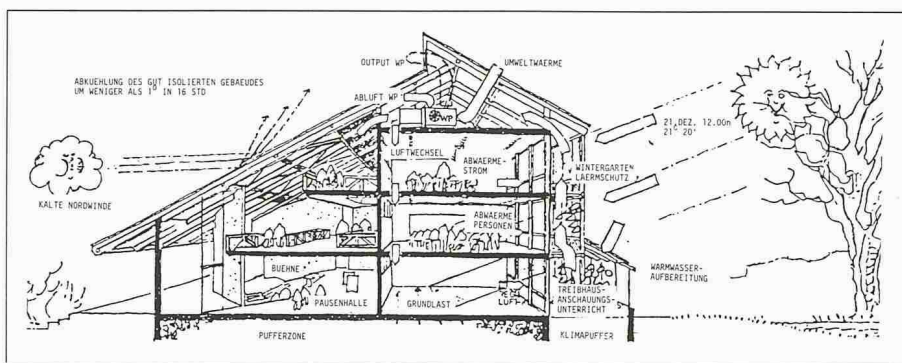 OUTPUT WP
UMWELTWAERME
ABKUEHLUNG DES GUT ISOLIERTEN GEBAEUDES
UM WENIGER ALS 1° IN 16 STD
ABLUFT WP
WP
21.DEZ. 12.00h
21° 20'
LUFTWECHSEL
ABWAERME-
STROM
WINTERGARTEN
LAERMSCHUTZ
KALTE NORDWINDE
ABWAERME
PERSONEN
BUEHNE
PAUSENHALLE
GRUNDLAST
LUFT
WARMWASSER-
AUFBEREITUNG
TREIBHAUS-
ANSCHAUUNGS-
UNTERRICHT
PUFFERZONE
KLIMAPUFFER